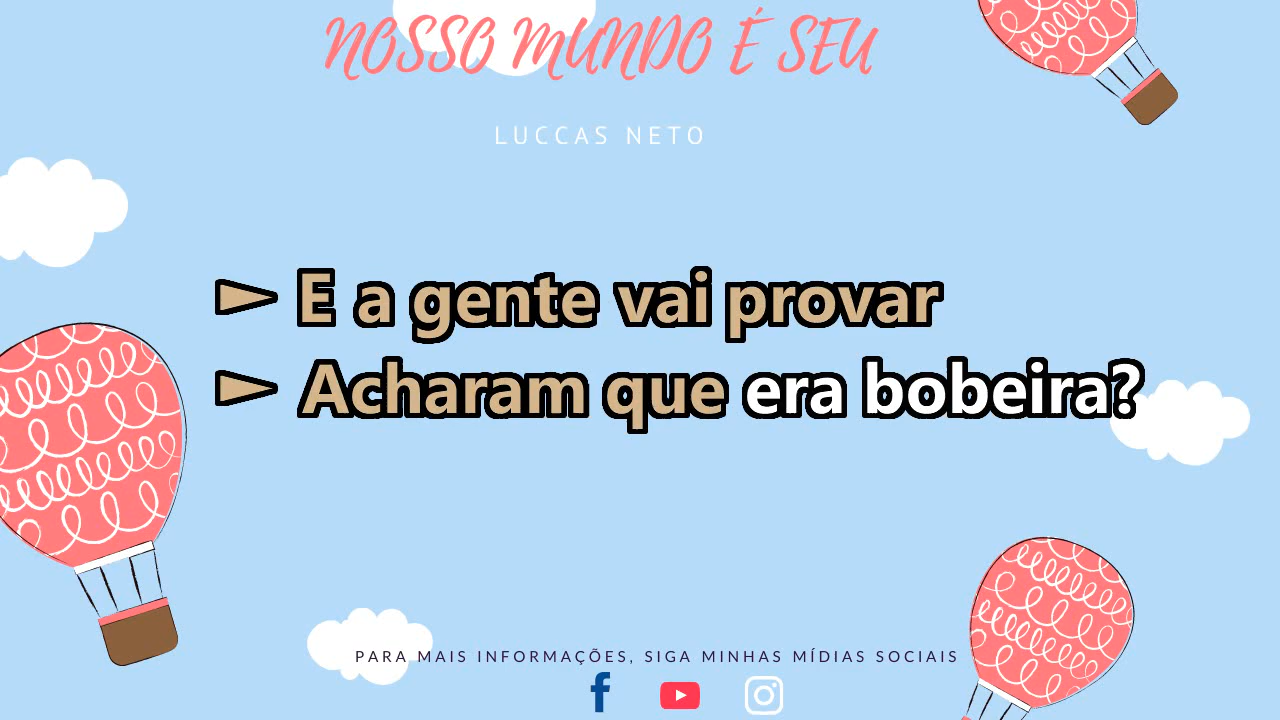 NOSSO MUNDO É SEU
LUCCAS NETO
► E a gente vai provar
► Acharam que era bobeira?
PARA MAIS INFORMAÇÕES, SIGA MINHAS MÍDIAS SOCIAIS